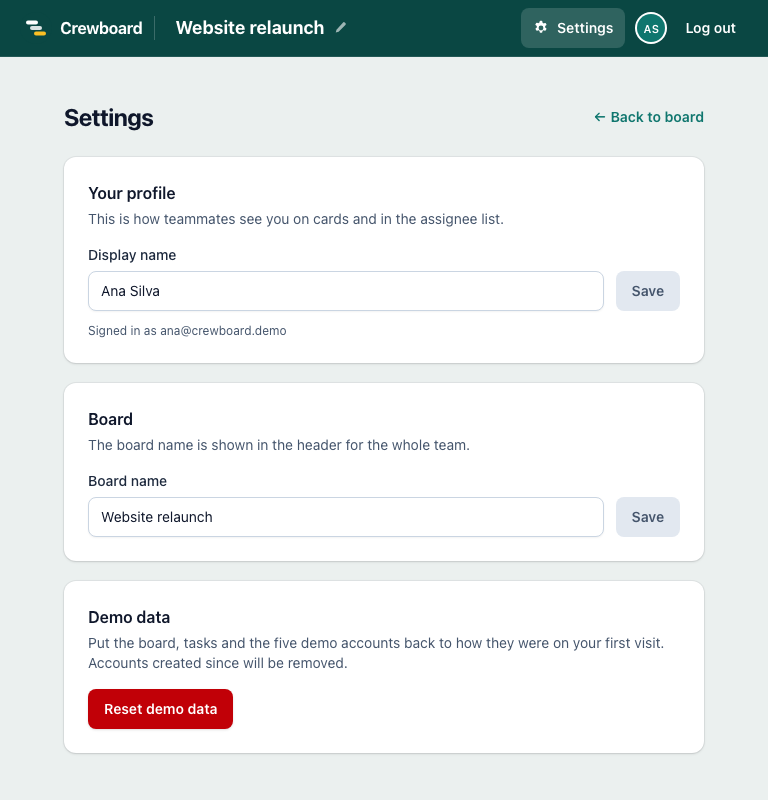 Crewboard
Website relaunch
Settings
AS
Log out
Settings
← Back to board
Your profile
This is how teammates see you on cards and in the assignee list.
Display name
Ana Silva
Save
Signed in as ana@crewboard.demo
Board
The board name is shown in the header for the whole team.
Board name
Website relaunch
Save
Demo data
Put the board, tasks and the five demo accounts back to how they were on your first visit.
Accounts created since will be removed.
Reset demo data